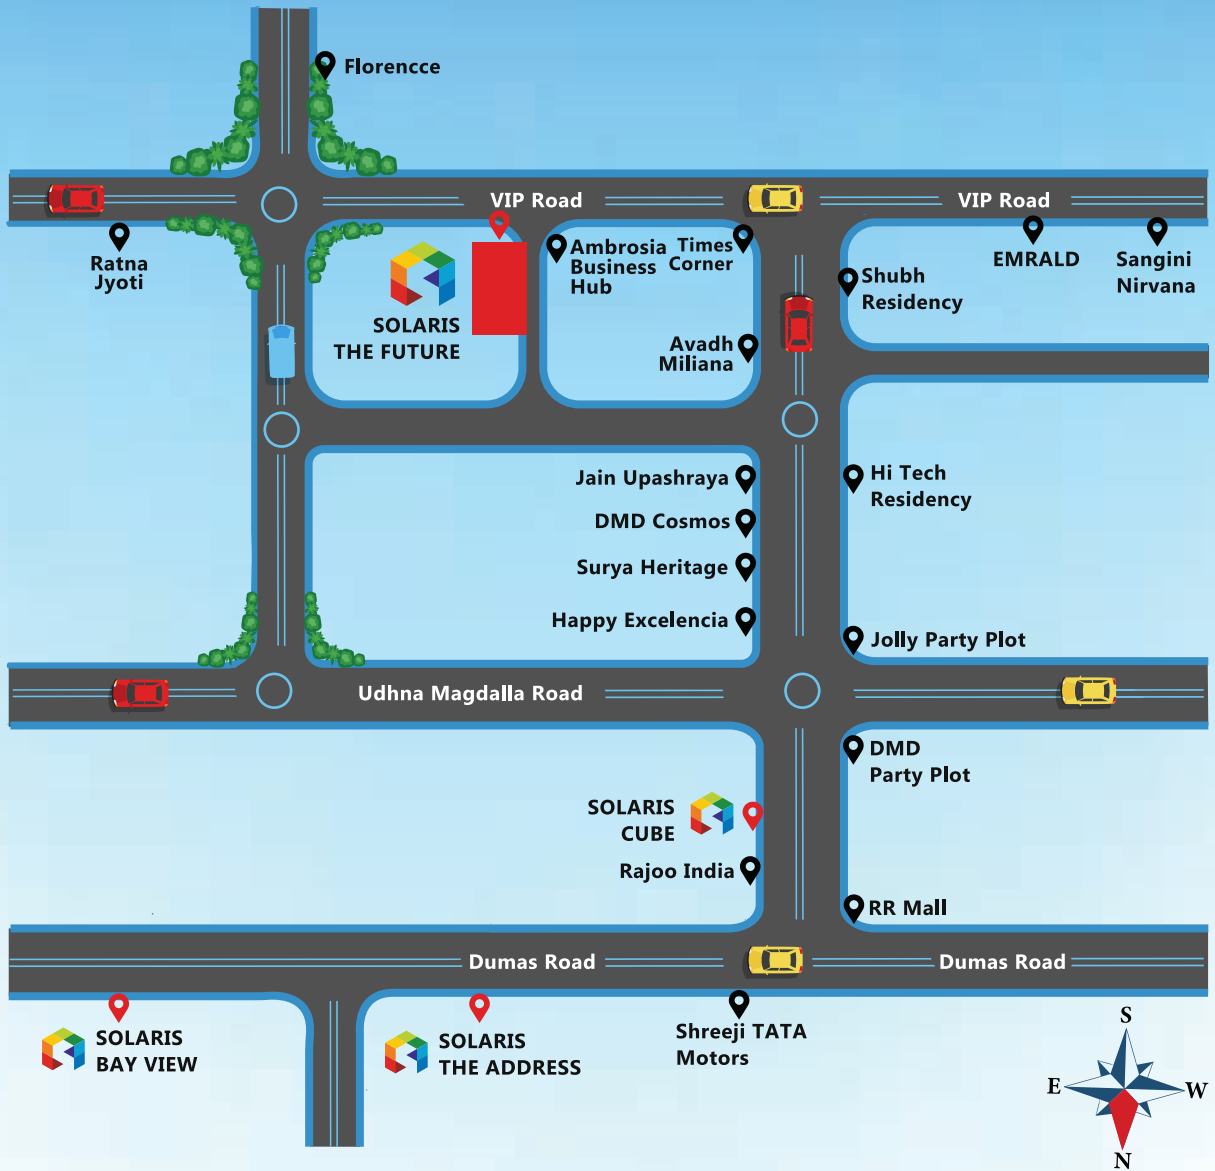 Florencce
VIP Road
VIP Road
Ratna
Jyoti
Ambrosia
Business
Hub
Times
Corner
EMRALD
Sangini
Nirvana
Shubh
Residency
SOLARIS
THE FUTURE
Avadh
Miliana
Jain Upashraya
Hi Tech
Residency
DMD Cosmos
Surya Heritage
Happy Excelencia
Jolly Party Plot
Udhna Magdalla Road
DMD
Party Plot
SOLARIS
CUBE
Rajoo India
RR Mall
Dumas Road
Dumas Road
SOLARIS
BAY VIEW
SOLARIS
THE ADDRESS
Shreeji TATA
Motors
S
E
W
N